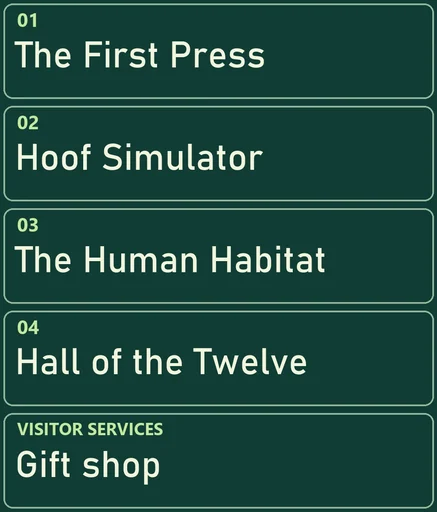 01
The First Press
02
Hoof Simulator
03
The Human Habitat
04
Hall of the Twelve
VISITOR SERVICES
Gift shop